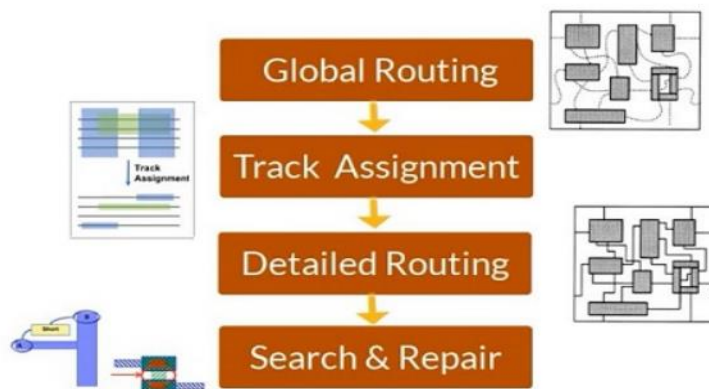 Global Routing
Track Assignment
Track
Assignment
Detailed Routing
Short
Search & Repair